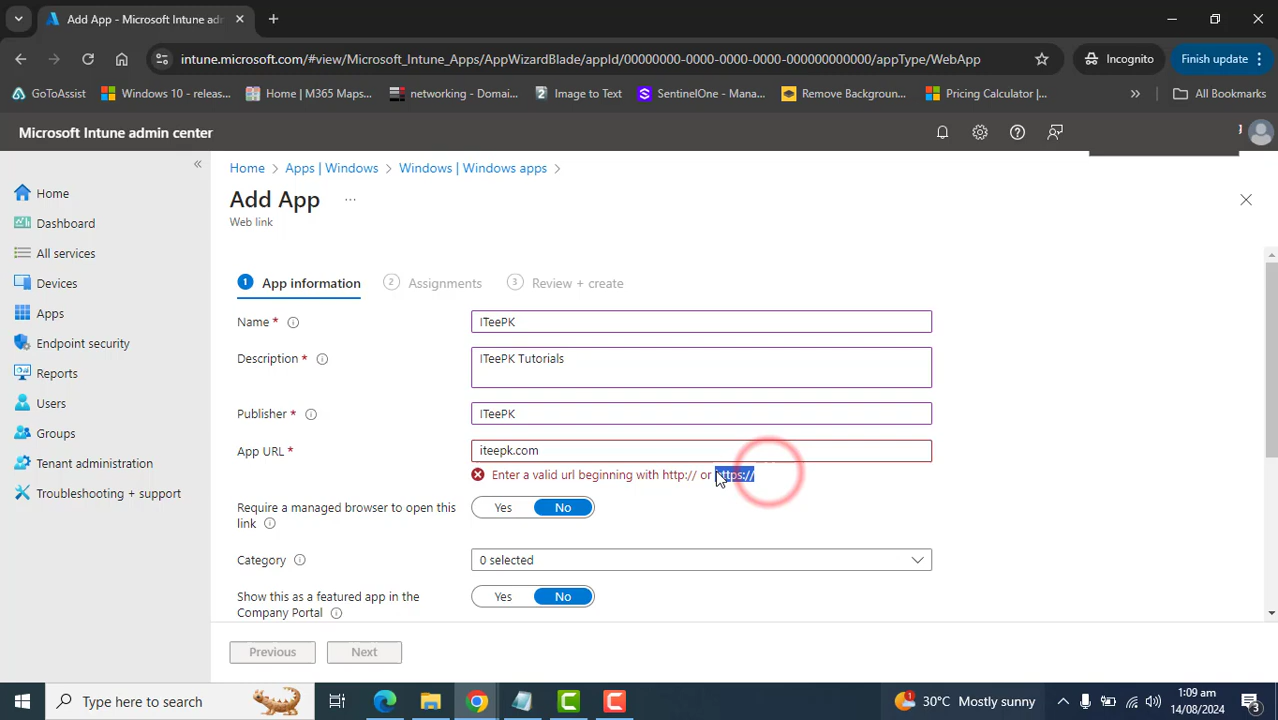 Add App - Microsoft Intune ad
intune.microsoft.com/#view/Microsoft_Intune_Apps/AppWizardBlade/appId/00000000-0000-0000-0000-000000000000/appType/WebApp
Incognito
Finish update
GoToAssist
Windows 10 - releas...
Home | M365 Maps...
networking - Domai...
Image to Text
SentinelOne - Mana...
Remove Backgroun...
Pricing Calculator |...
»
All Bookmarks
Microsoft Intune admin center
«
Home
Dashboard
All services
Devices
Apps
Endpoint security
Reports
Users
Groups
Tenant administration
Troubleshooting + support
Home > Apps | Windows > Windows | Windows apps >
Add App ...
Web link
1 App information
2 Assignments
3 Review + create
Name * ITeePK
Description * ITeePK Tutorials
Publisher * ITeePK
App URL * iteepk.com
Enter a valid url beginning with http:// or https://
Require a managed browser to open this
link
Yes No
Category 0 selected
Show this as a featured app in the
Company Portal
Yes No
Previous Next
Type here to search
1
30°C Mostly sunny
1:09 am
14/08/2024
3